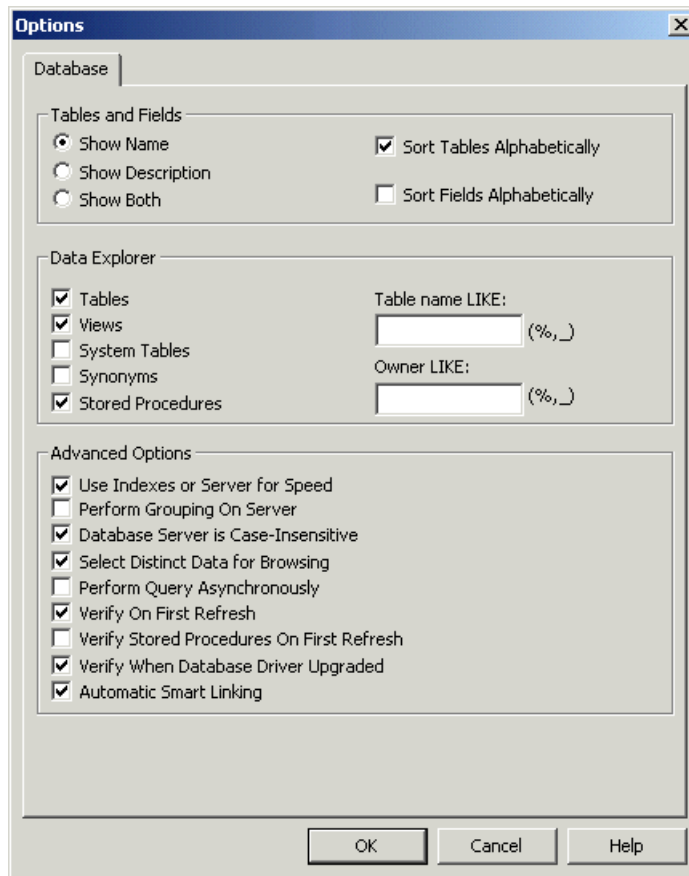 Options
Database
Tables and Fields
Show Name
Sort Tables Alphabetically
Show Description
Show Both
Sort Fields Alphabetically
Data Explorer
Tables
Table name LIKE:
Views
(%,_)
System Tables
Synonyms
Owner LIKE:
Stored Procedures
(%,_)
Advanced Options
Use Indexes or Server for Speed
Perform Grouping On Server
Database Server is Case-Insensitive
Select Distinct Data for Browsing
Perform Query Asynchronously
Verify On First Refresh
Verify Stored Procedures On First Refresh
Verify When Database Driver Upgraded
Automatic Smart Linking
OK
Cancel
Help